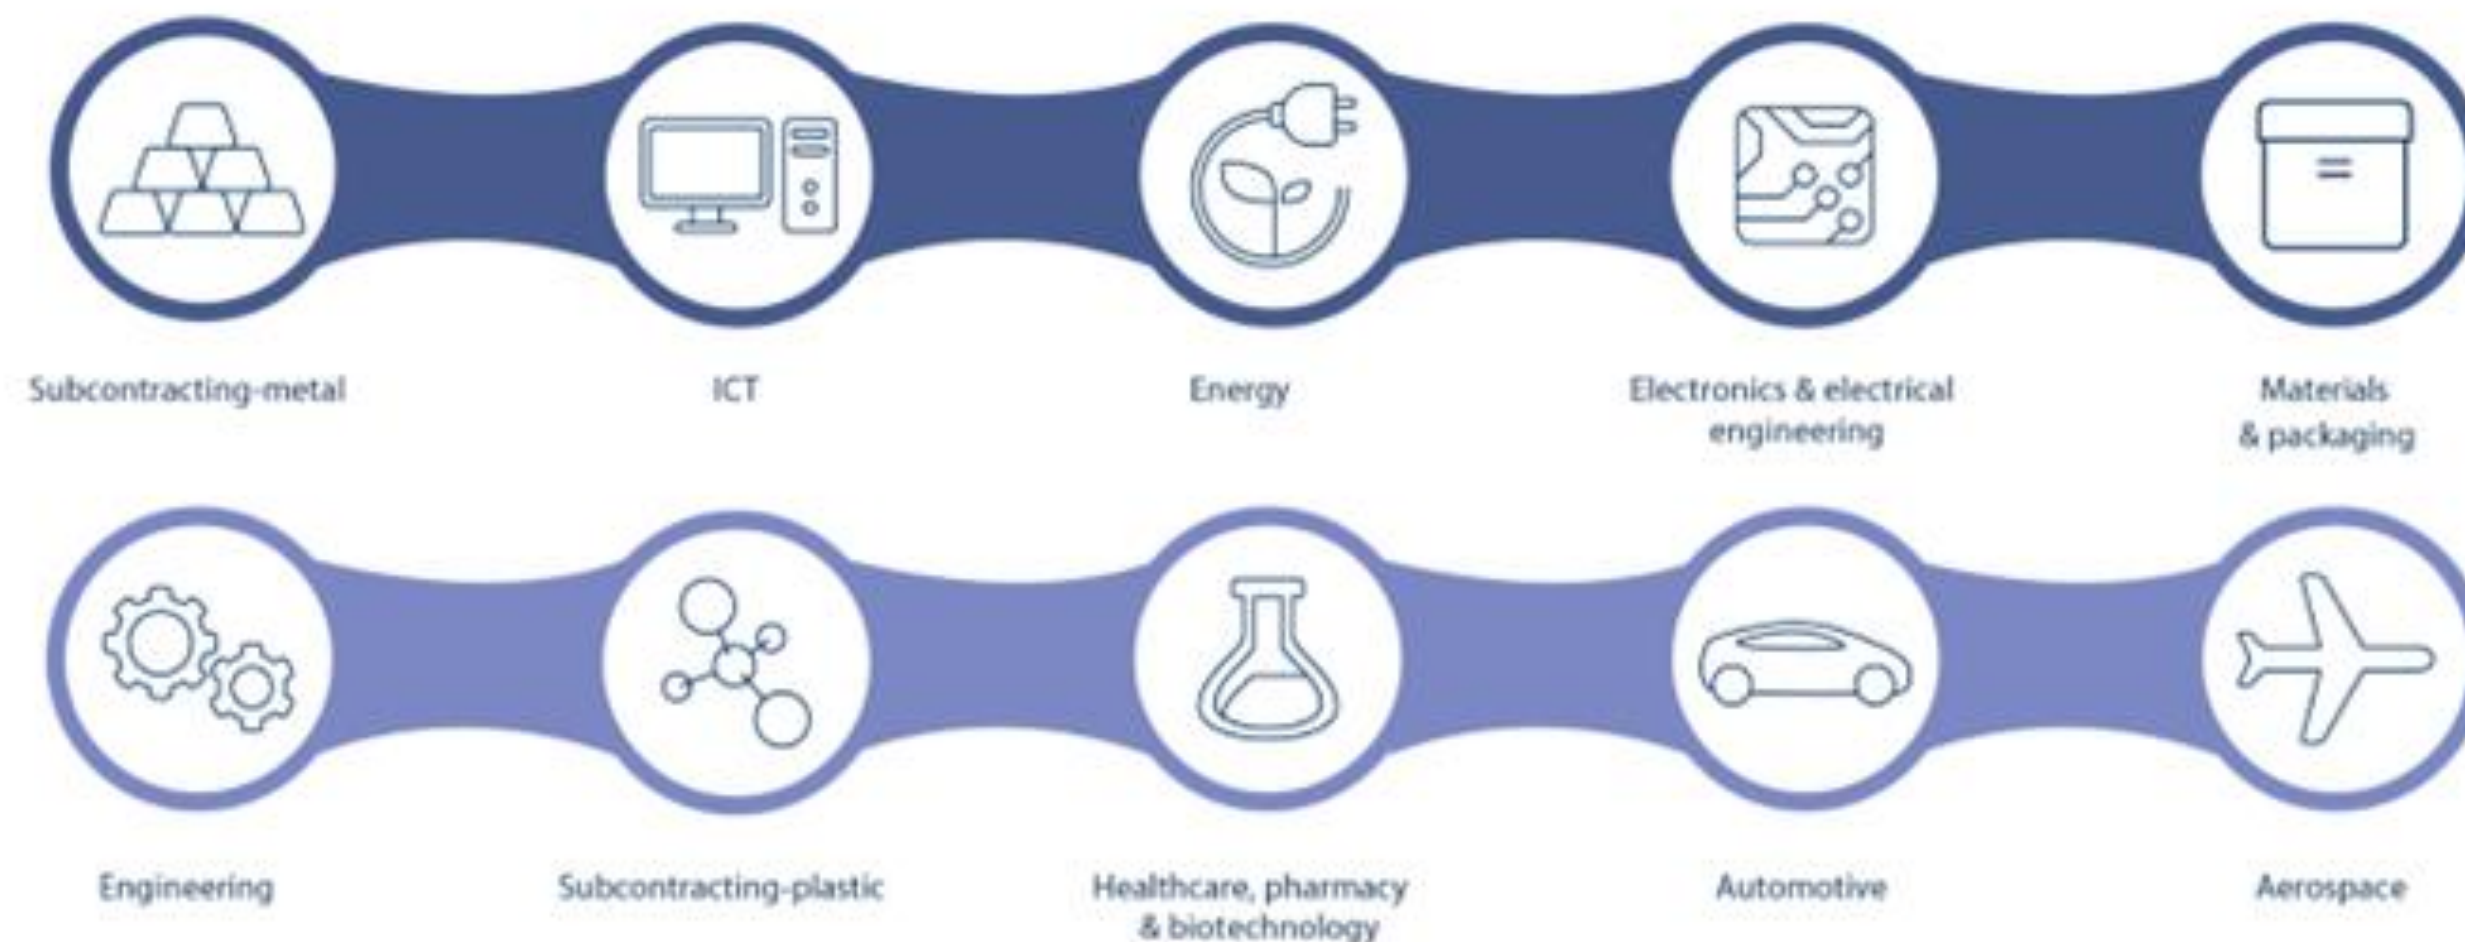 Subcontracting-metal
ICT
Energy
Electronics & electrical
engineering
Materials
& packaging
Engineering
Subcontracting-plastic
Healthcare, pharmacy
& biotechnology
Automotive
Aerospace